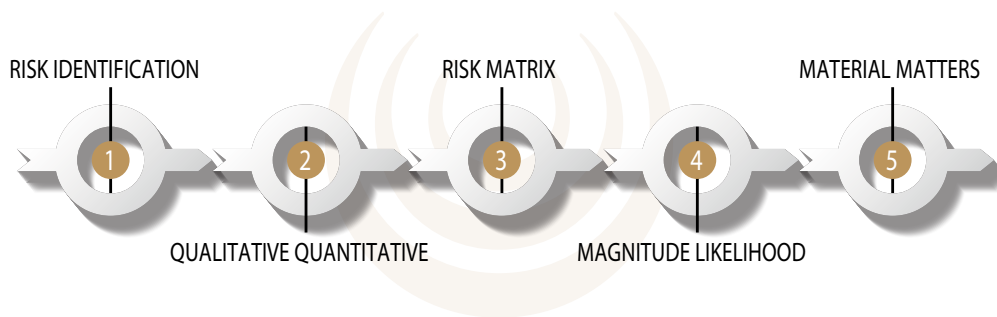 RISK IDENTIFICATION
RISK MATRIX
MATERIAL MATTERS
1
2
3
4
5
QUALITATIVE QUANTITATIVE
MAGNITUDE LIKELIHOOD